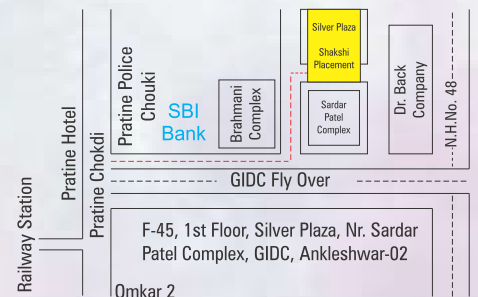 Silver Plaza
Shakshi
Placement
Pratine Police
Chouki
SBI
Bank
Brahmani
Complex
Sardar
Patel
Complex
Dr. Back
Company
N.H.No. 48
Pratine Hotel
Pratine Chokdi
GIDC Fly Over
Railway Station
F-45, 1st Floor, Silver Plaza, Nr. Sardar
Patel Complex, GIDC, Ankleshwar-02
Omkar 2